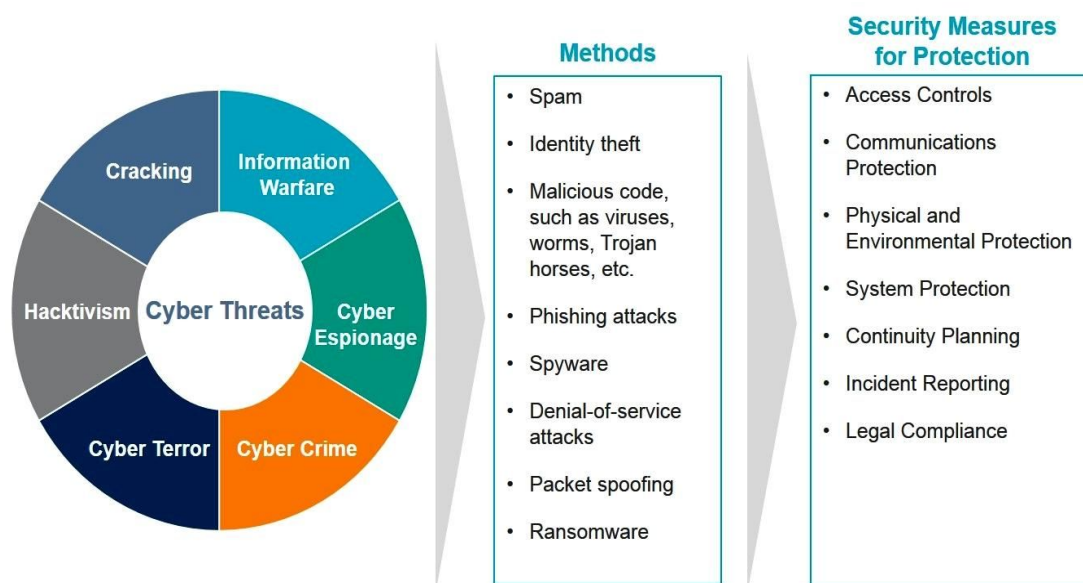 Cracking
Information
Warfare
Hacktivism
Cyber Threats
Cyber
Espionage
Cyber Terror
Cyber Crime
Methods
• Spam
• Identity theft
• Malicious code,
such as viruses,
worms, Trojan
horses, etc.
• Phishing attacks
• Spyware
• Denial-of-service
attacks
• Packet spoofing
• Ransomware
Security Measures
for Protection
• Access Controls
• Communications
Protection
• Physical and
Environmental Protection
• System Protection
• Continuity Planning
• Incident Reporting
• Legal Compliance